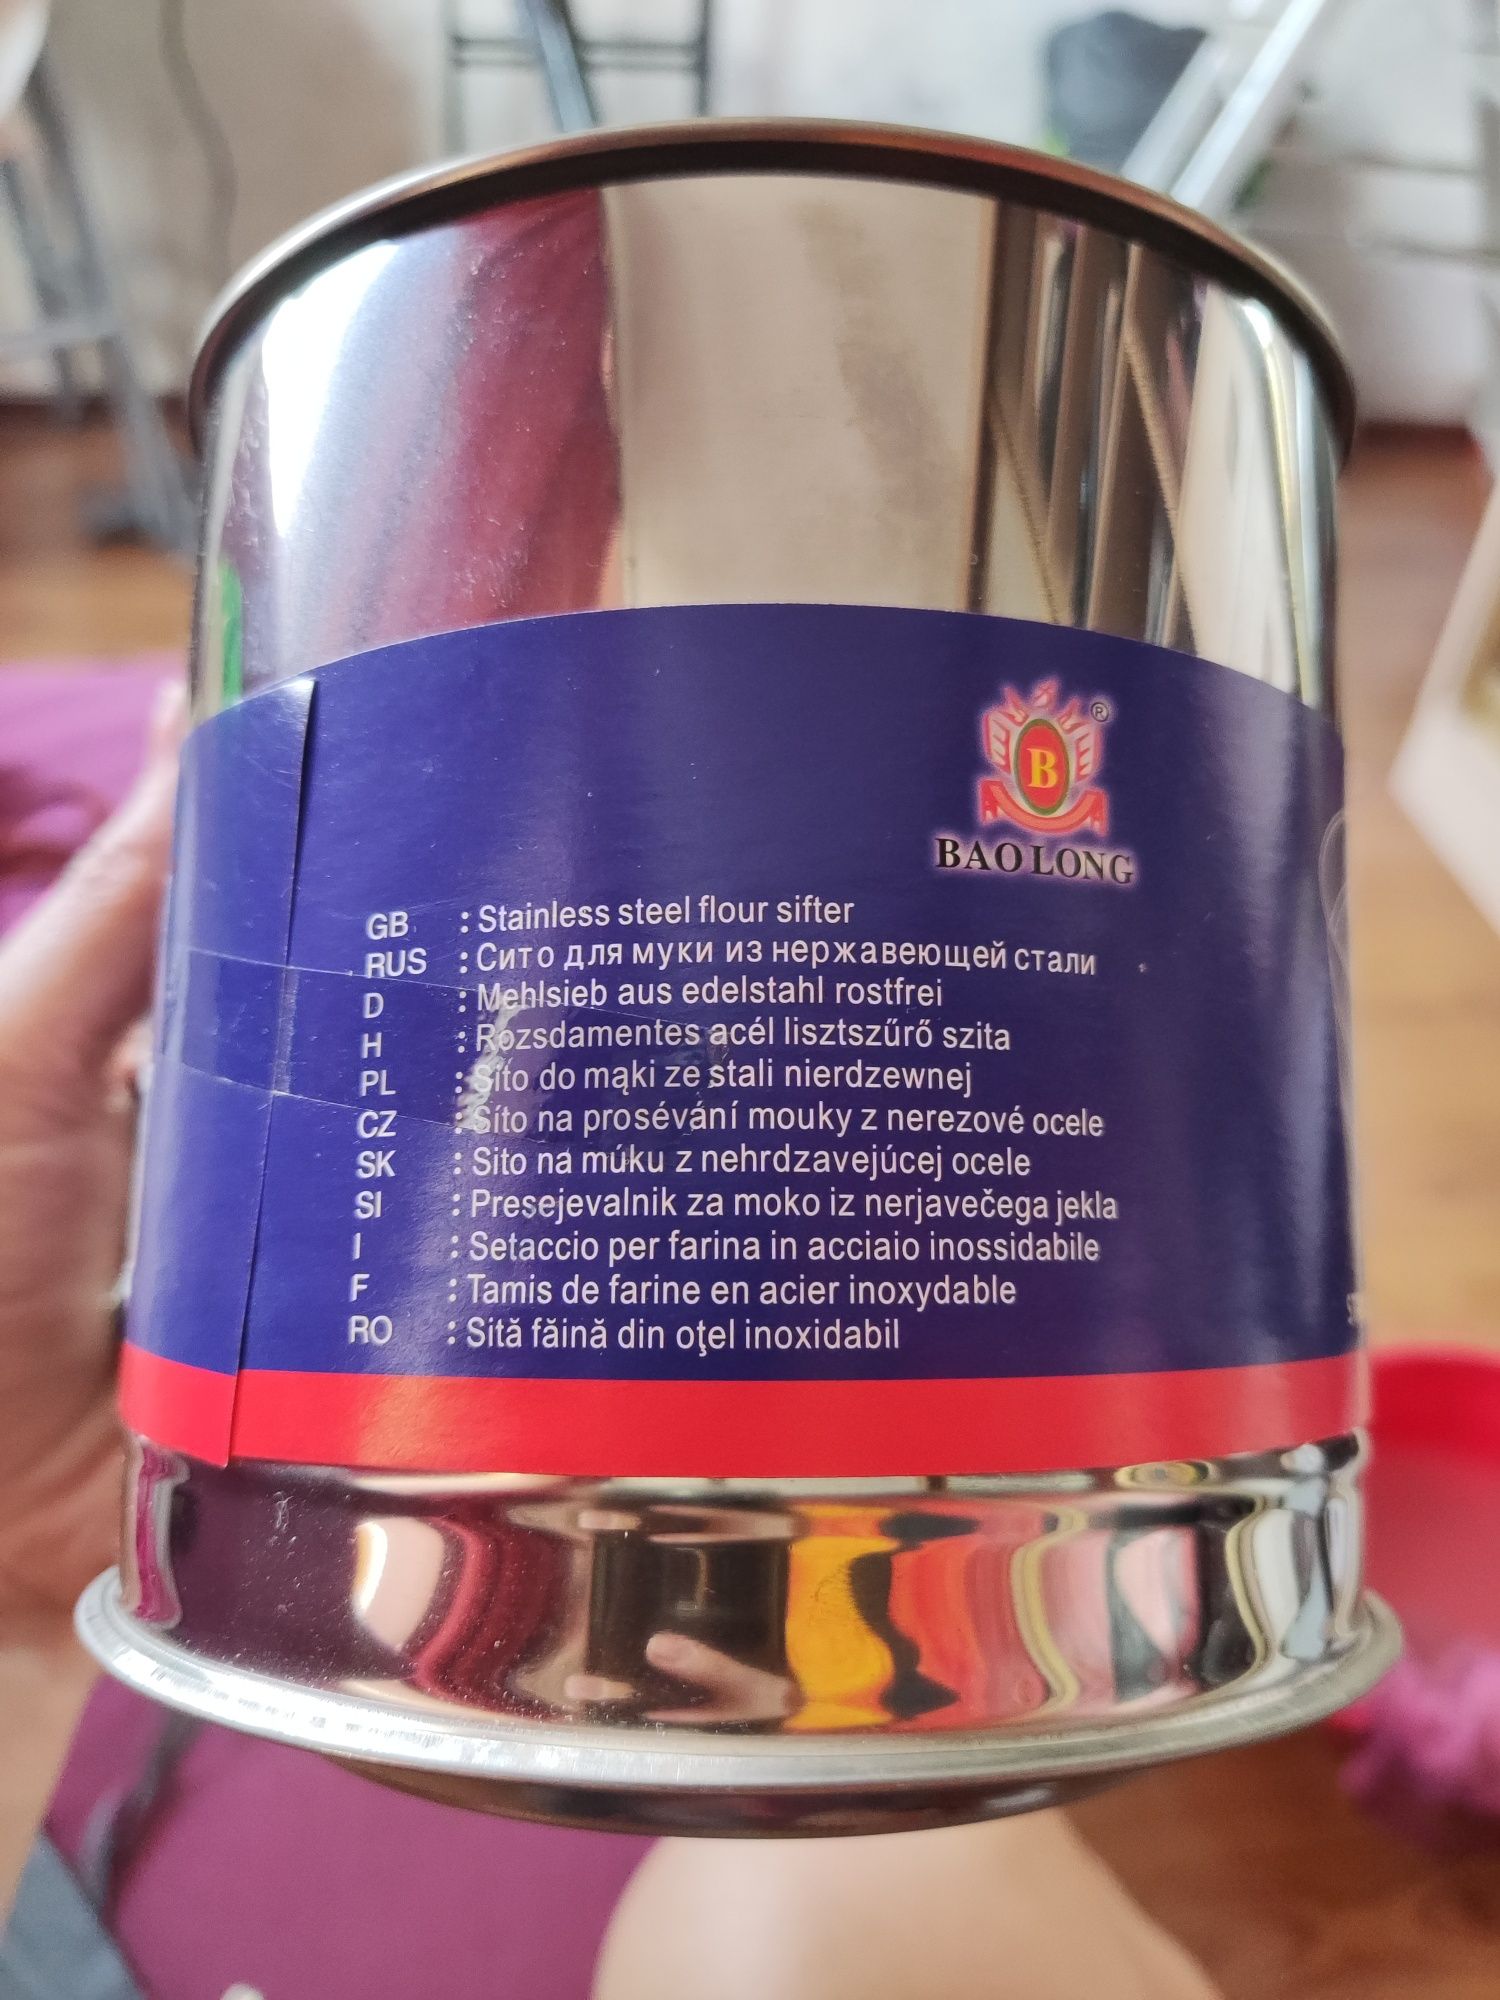 B ®
BAO LONG
GB : Stainless steel flour sifter
RUS : Сито для муки из нержавеющей стали
D : Mehlsieb aus edelstahl rostfrei
H : Rozsdamentes acél lisztszűrő szita
PL : Sito do mąki ze stali nierdzewnej
CZ : Síto na prosévání mouky z nerezové ocele
SK : Sito na múku z nehrdzavejúcej ocele
SI : Presejevalnik za moko iz nerjavečega jekla
I : Setaccio per farina in acciaio inossidabile
F : Tamis de farine en acier inoxydable
RO : Sită făină din oţel inoxidabil